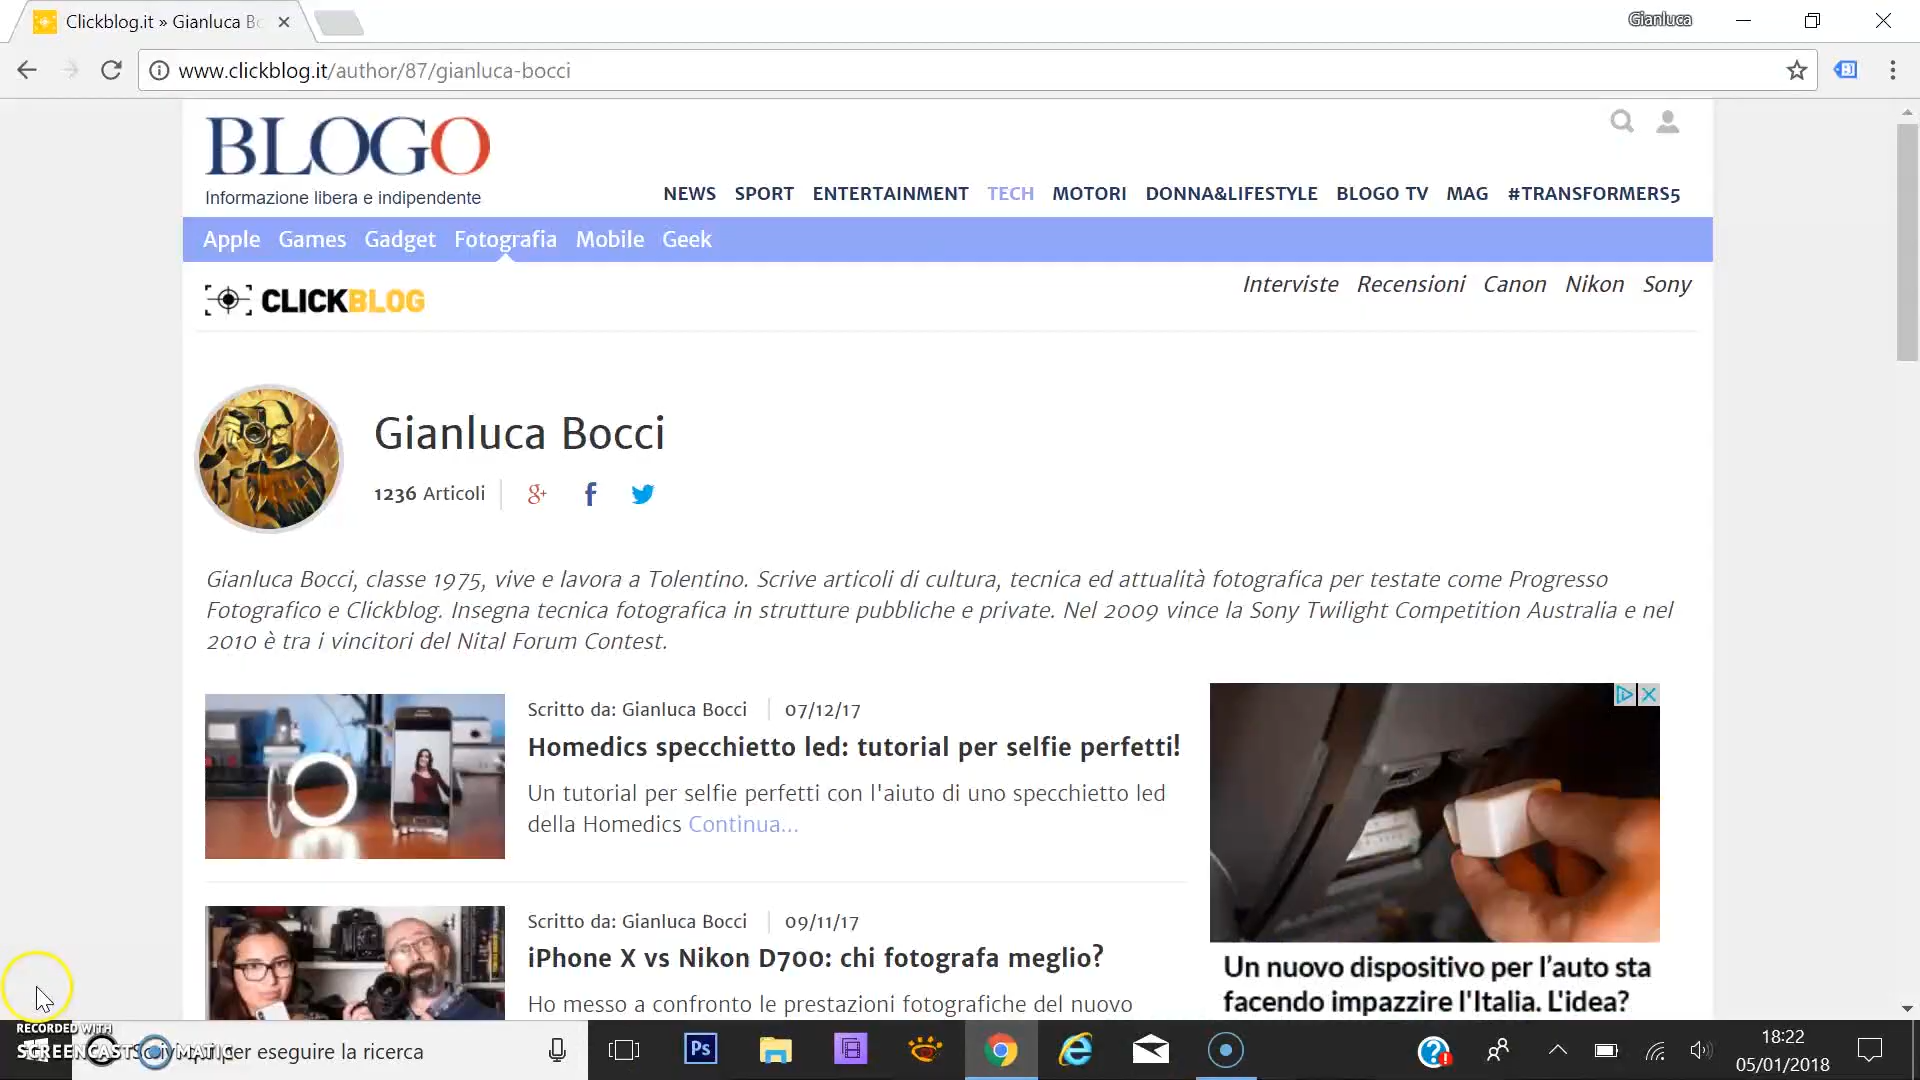 Clickblog.it » Gianluca Bo
Gianluca
www.clickblog.it/author/87/gianluca-bocci
BLOGO
Informazione libera e indipendente
NEWS SPORT ENTERTAINMENT TECH MOTORI DONNA&LIFESTYLE BLOGO TV MAG #TRANSFORMERS5
Apple Games Gadget Fotografia Mobile Geek
CLICKBLOG
Interviste Recensioni Canon Nikon Sony
Gianluca Bocci
1236 Articoli
g+ f
Gianluca Bocci, classe 1975, vive e lavora a Tolentino. Scrive articoli di cultura, tecnica ed attualità fotografica per testate come Progresso
Fotografico e Clickblog. Insegna tecnica fotografica in strutture pubbliche e private. Nel 2009 vince la Sony Twilight Competition Australia e nel
2010 è tra i vincitori del Nital Forum Contest.
Scritto da: Gianluca Bocci 07/12/17
Homedics specchietto led: tutorial per selfie perfetti!
Un tutorial per selfie perfetti con l'aiuto di uno specchietto led
della Homedics Continua...
Scritto da: Gianluca Bocci 09/11/17
iPhone X vs Nikon D700: chi fotografa meglio?
Ho messo a confronto le prestazioni fotografiche del nuovo
Un nuovo dispositivo per l'auto sta
facendo impazzire l'Italia. L'idea?
RECORDED WITH
SCREENCAST MATIC
per eseguire la ricerca
Ps
18:22
05/01/2018